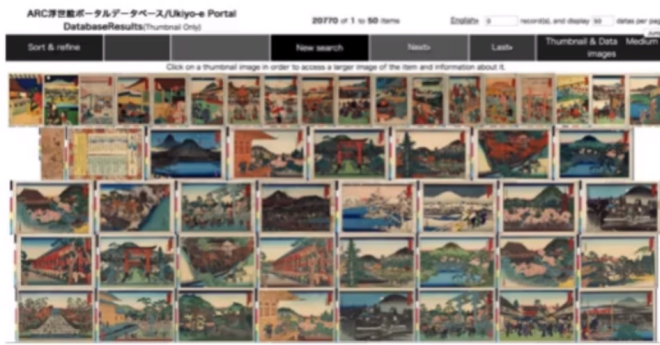 ARC浮世絵ポータルデータベース/Ukiyo-e Portal
DatabaseResults(Thumbnail Only)
20770 of 1 to 50 items
English 0 record(s), and display 50 datas per pag
Sort & refine
New search
Next>
Last>
Thumbnail & Data
images
Medium
Click on a thumbnail image in order to access a larger image of the item and information about it.